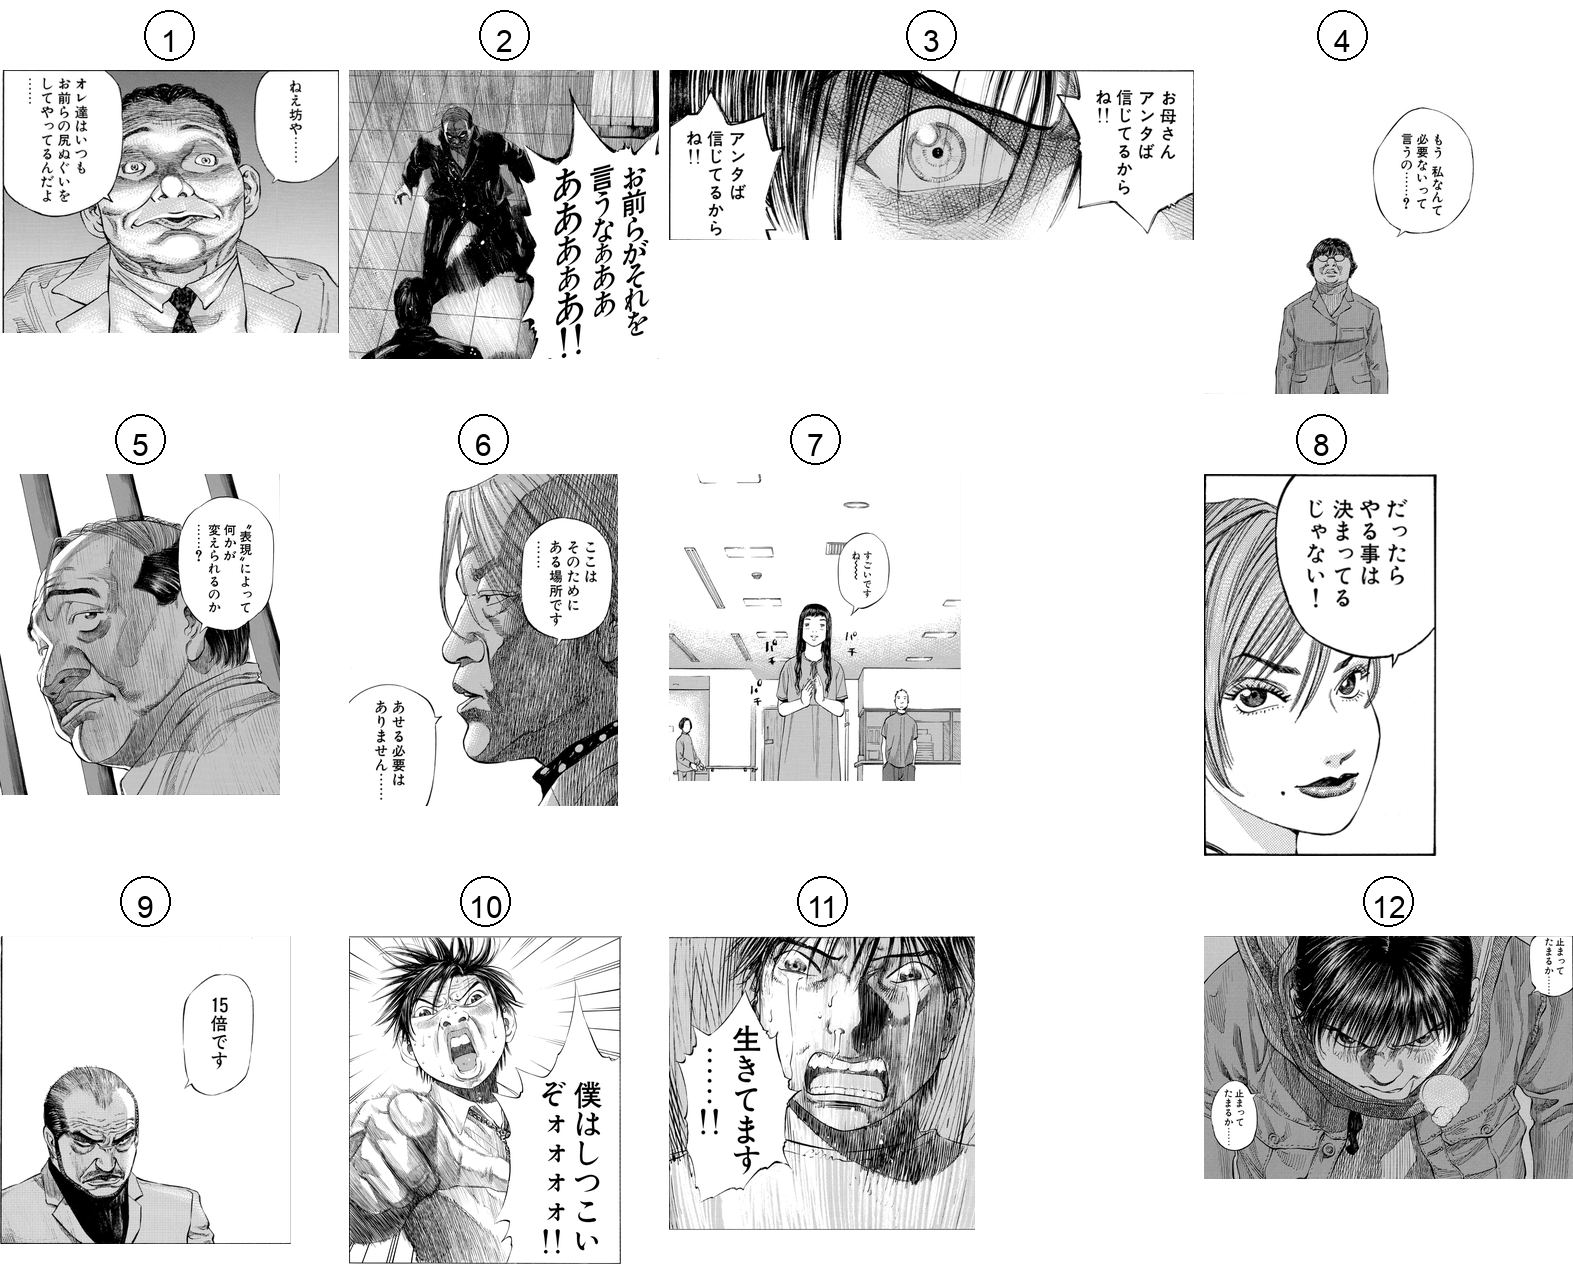 1
ねえ坊や……
オレ達はいつも
お前らの尻ぬぐいを
してやってるんだよ
……
2
お前らがそれを
言うなぁぁぁ
あああああ!!
3
お母さん
アンタば
信じてるから
ね!!
アンタば
信じてるから
ね!!
4
もう 私なんて
必要ないって
言うの……?
5
“表現”によって
何かが
変えられるのか
……?
6
ここは
そのために
ある場所です
……
あせる必要は
ありません……
7
すごいです
ね~~~
パチ
パチ
パチ
8
だったら
やる事は
決まってる
じゃない!
9
15倍です
10
僕はしつこい
ぞォォォォ!!
11
生きてます
……!!
12
止まって
たまるか……
止まって
たまるか……